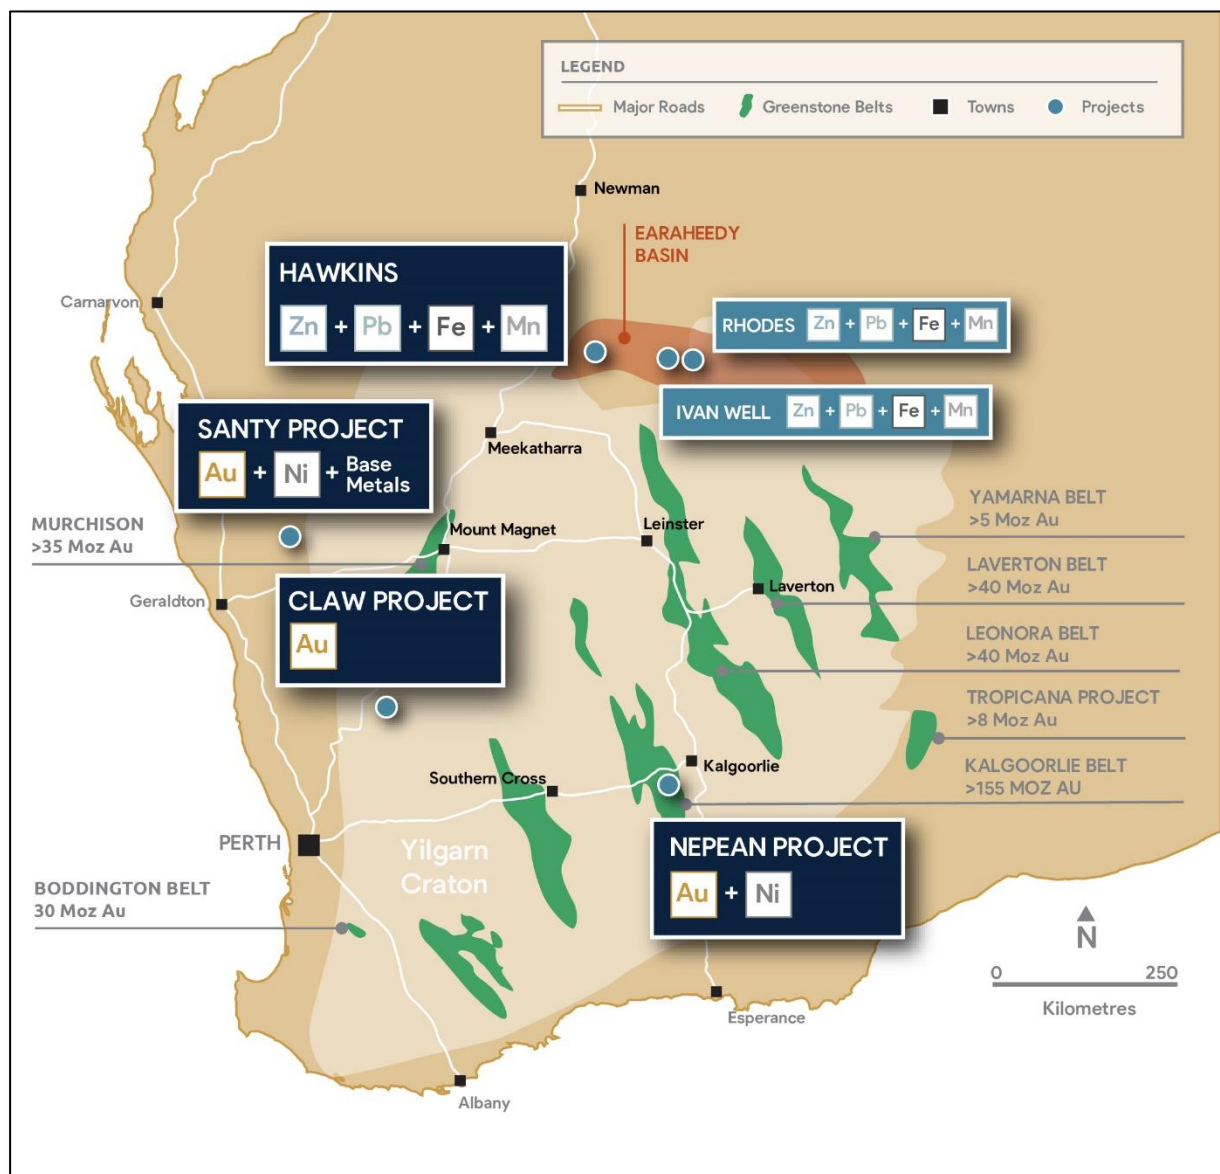 LEGEND
Major Roads
Greenstone Belts
Towns
Projects
Newman
EARAHEEDY
BASIN
HAWKINS
Zn + Pb + Fe + Mn
Carnarvon
RHODES Zn + Pb + Fe + Mn
IVAN WELL Zn + Pb + Fe + Mn
SANTY PROJECT
Au + Ni + Base
Metals
Meekatharra
MURCHISON
>35 Moz Au
Mount Magnet
Leinster
YAMARNA BELT
>5 Moz Au
Geraldton
CLAW PROJECT
Au
Laverton
LAVERTON BELT
>40 Moz Au
LEONORA BELT
>40 Moz Au
TROPICANA PROJECT
>8 Moz Au
Kalgoorlie
KALGOORLIE BELT
>155 MOZ AU
Southern Cross
PERTH
Yilgarn
Craton
NEPEAN PROJECT
Au + Ni
BODDINGTON BELT
30 Moz Au
N
0 250
Kilometres
Esperance
Albany